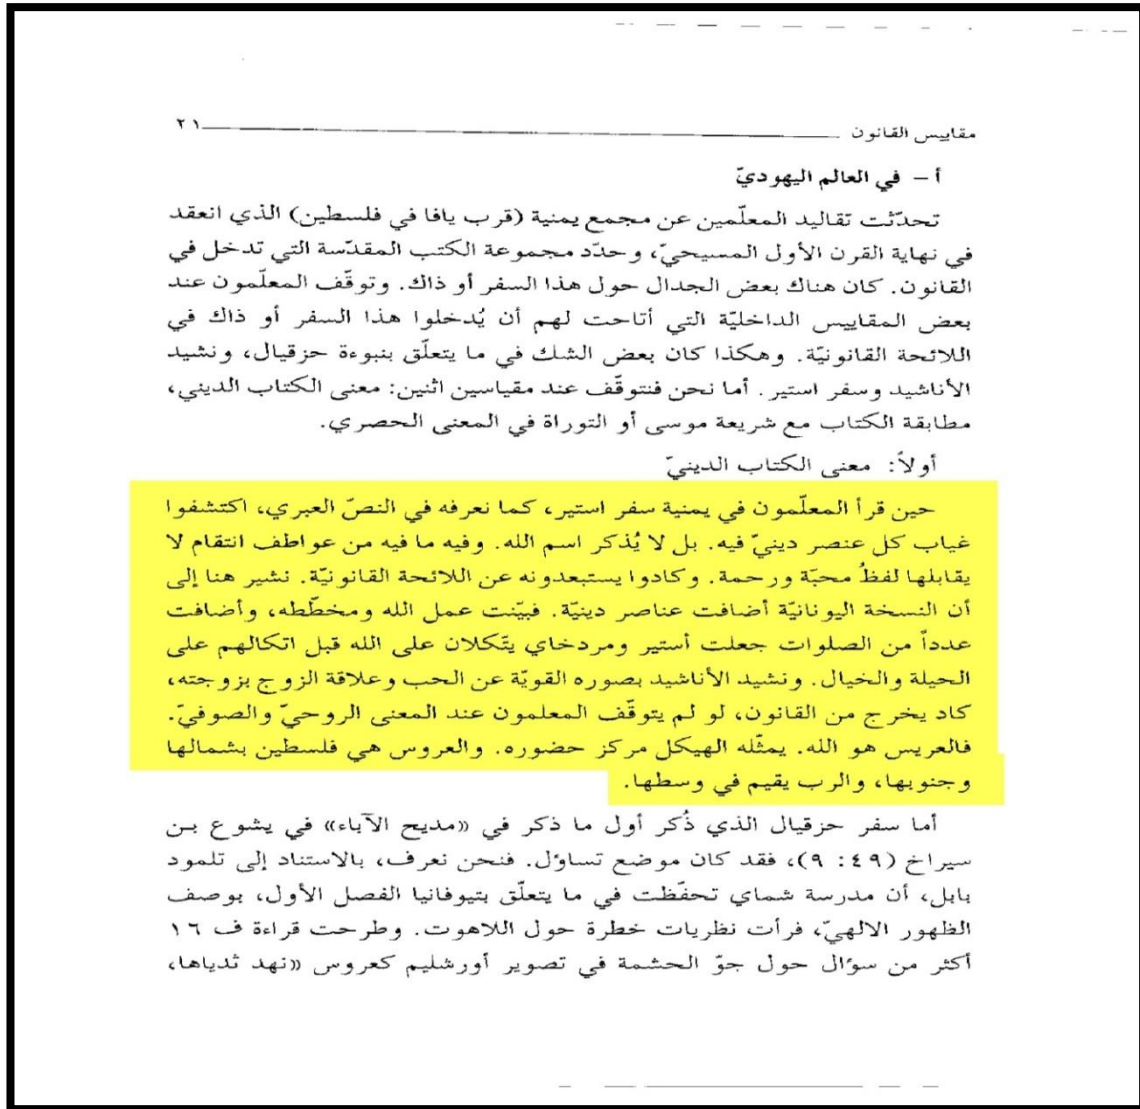 مقاييس القانون ٢١
أ – في العالم اليهوديّ
تحدّثت تقاليد المعلّمين عن مجمع يمنية (قرب يافا في فلسطين) الذي انعقد
في نهاية القرن الأول المسيحيّ، وحدّد مجموعة الكتب المقدّسة التي تدخل في
القانون. كان هناك بعض الجدال حول هذا السفر أو ذاك. وتوقّف المعلّمون عند
بعض المقاييس الداخليّة التي أتاحت لهم أن يُدخلوا هذا السفر أو ذاك في
اللائحة القانونيّة. وهكذا كان بعض الشك في ما يتعلّق بنبوءة حزقيال، ونشيد
الأناشيد وسفر استير. أما نحن فنتوقّف عند مقياسين اثنين: معنى الكتاب الديني،
مطابقة الكتاب مع شريعة موسى أو التوراة في المعنى الحصري.
أولاً: معنى الكتاب الدينيّ
حين قرأ المعلّمون في يمنية سفر استير، كما نعرفه في النصّ العبري، اكتشفوا
غياب كل عنصر دينيّ فيه. بل لا يُذكر اسم الله. وفيه ما فيه من عواطف انتقام لا
يقابلها لفظُ محبّة ورحمة. وكادوا يستبعدونه عن اللائحة القانونيّة. نشير هنا إلى
أن النسخة اليونانيّة أضافت عناصر دينيّة. فبيّنت عمل الله ومخطّطه، وأضافت
عدداً من الصلوات جعلت أستير ومردخاي يتّكلان على الله قبل اتكالهم على
الحيلة والخيال. ونشيد الأناشيد بصوره القويّة عن الحب وعلاقة الزوج بزوجته،
كاد يخرج من القانون، لو لم يتوقّف المعلمون عند المعنى الروحيّ والصوفيّ.
فالعريس هو الله. يمثّله الهيكل مركز حضوره. والعروس هي فلسطين بشمالها
وجنوبها، والرب يقيم في وسطها.
أما سفر حزقيال الذي ذُكر أول ما ذكر في «مديح الآباء» في يشوع بن
سيراخ (٤٩ : ٩)، فقد كان موضع تساؤل. فنحن نعرف، بالاستناد إلى تلمود
بابل، أن مدرسة شماي تحفّظت في ما يتعلّق بتيوفانيا الفصل الأول، بوصف
الظهور الالهيّ، فرأت نظريات خطرة حول اللاهوت. وطرحت قراءة ف ١٦
أكثر من سؤال حول جوّ الحشمة في تصوير أورشليم كعروس «نهد ثدياها،